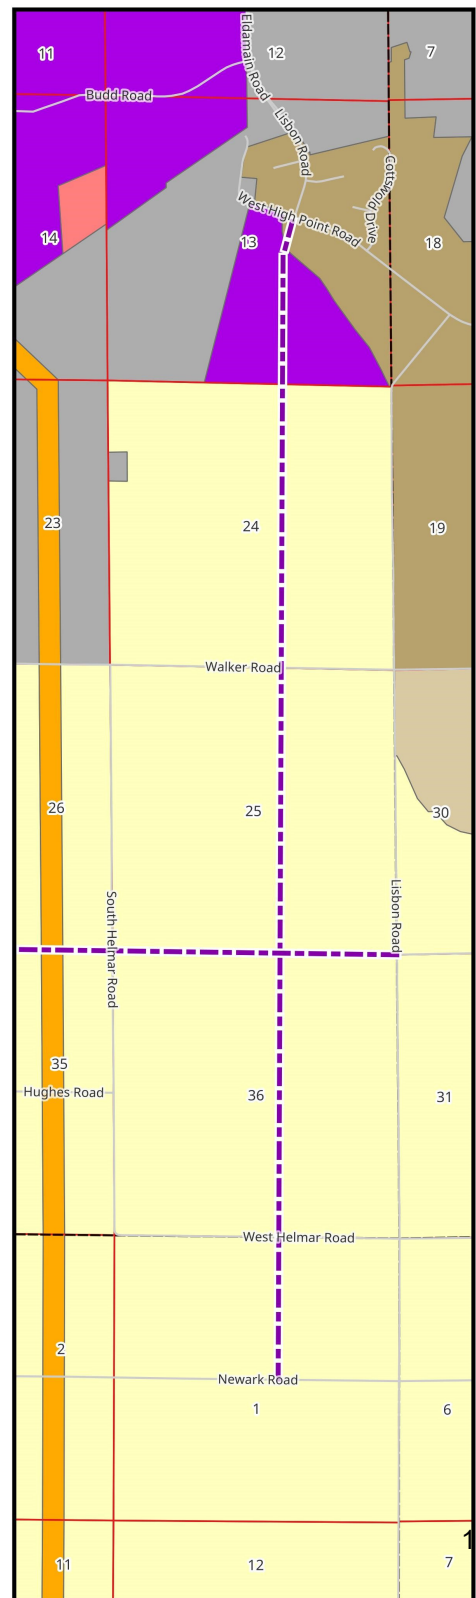 11
Eldamain Road
12
7
Budd Road
Lisbon Road
Cottswold Drive
West High Point Road
14
13
18
23
24
19
Walker Road
26
25
30
South Helmar Road
Lisbon Road
35
Hughes Road
36
31
West Helmar Road
2
Newark Road
1
6
1
11
12
7